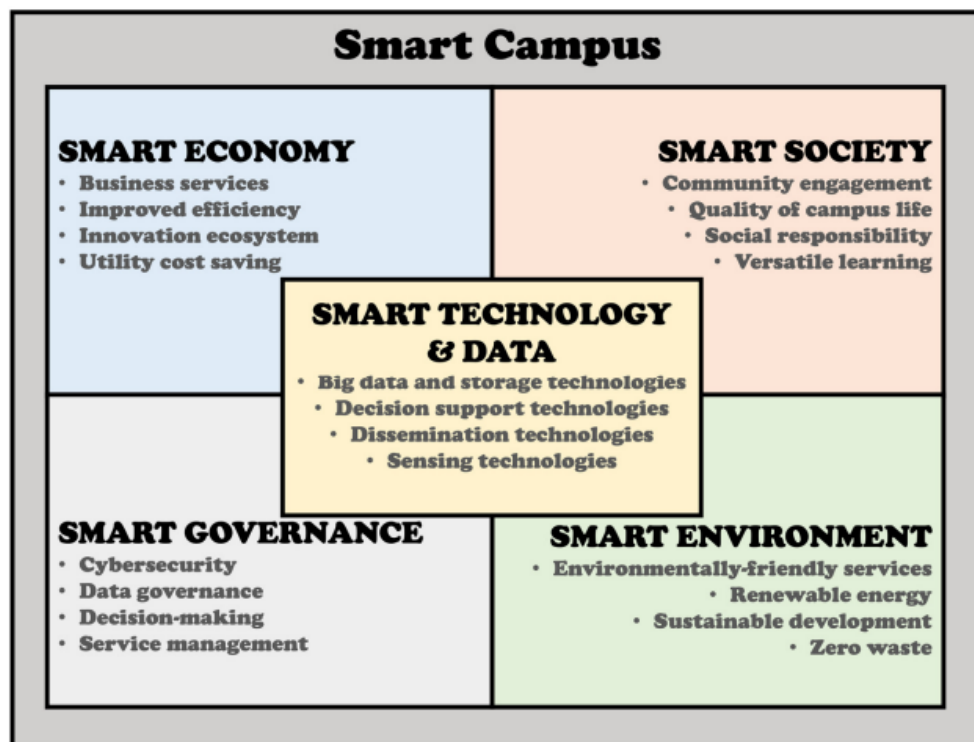 Smart Campus
SMART ECONOMY
• Business services
• Improved efficiency
• Innovation ecosystem
• Utility cost saving
SMART SOCIETY
• Community engagement
• Quality of campus life
• Social responsibility
• Versatile learning
SMART TECHNOLOGY
& DATA
• Big data and storage technologies
• Decision support technologies
• Dissemination technologies
• Sensing technologies
SMART GOVERNANCE
• Cybersecurity
• Data governance
• Decision-making
• Service management
SMART ENVIRONMENT
• Environmentally-friendly services
• Renewable energy
• Sustainable development
• Zero waste